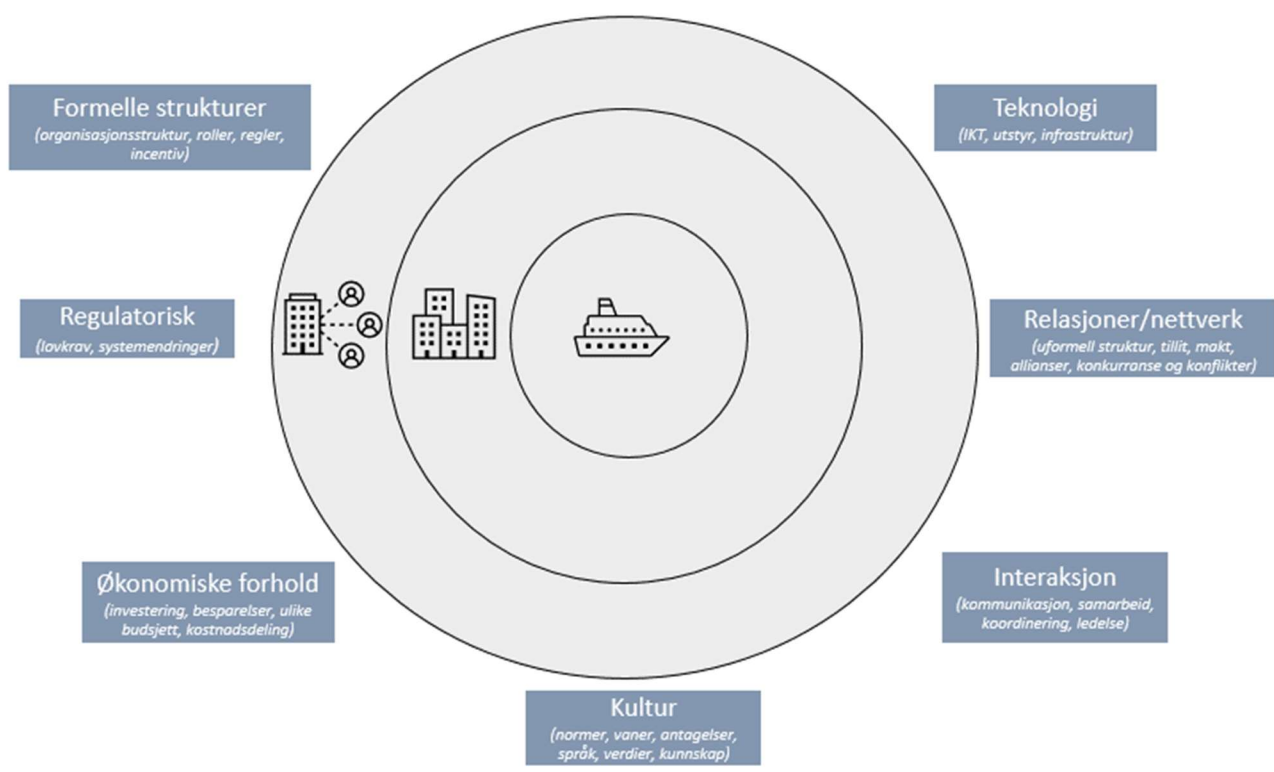 Formelle strukturer
(organisasjonsstruktur, roller, regler,
incentiv)
Teknologi
(IKT, utstyr, infrastruktur)
Regulatorisk
(lovkrav, systemendringer)
Relasjoner/nettverk
(uformell struktur, tillit, makt,
allianser, konkurranse og konflikter)
Økonomiske forhold
(investering, besparelser, ulike
budsjett, kostnadsdeling)
Interaksjon
(kommunikasjon, samarbeid,
koordinering, ledelse)
Kultur
(normer, vaner, antagelser,
språk, verdier, kunnskap)